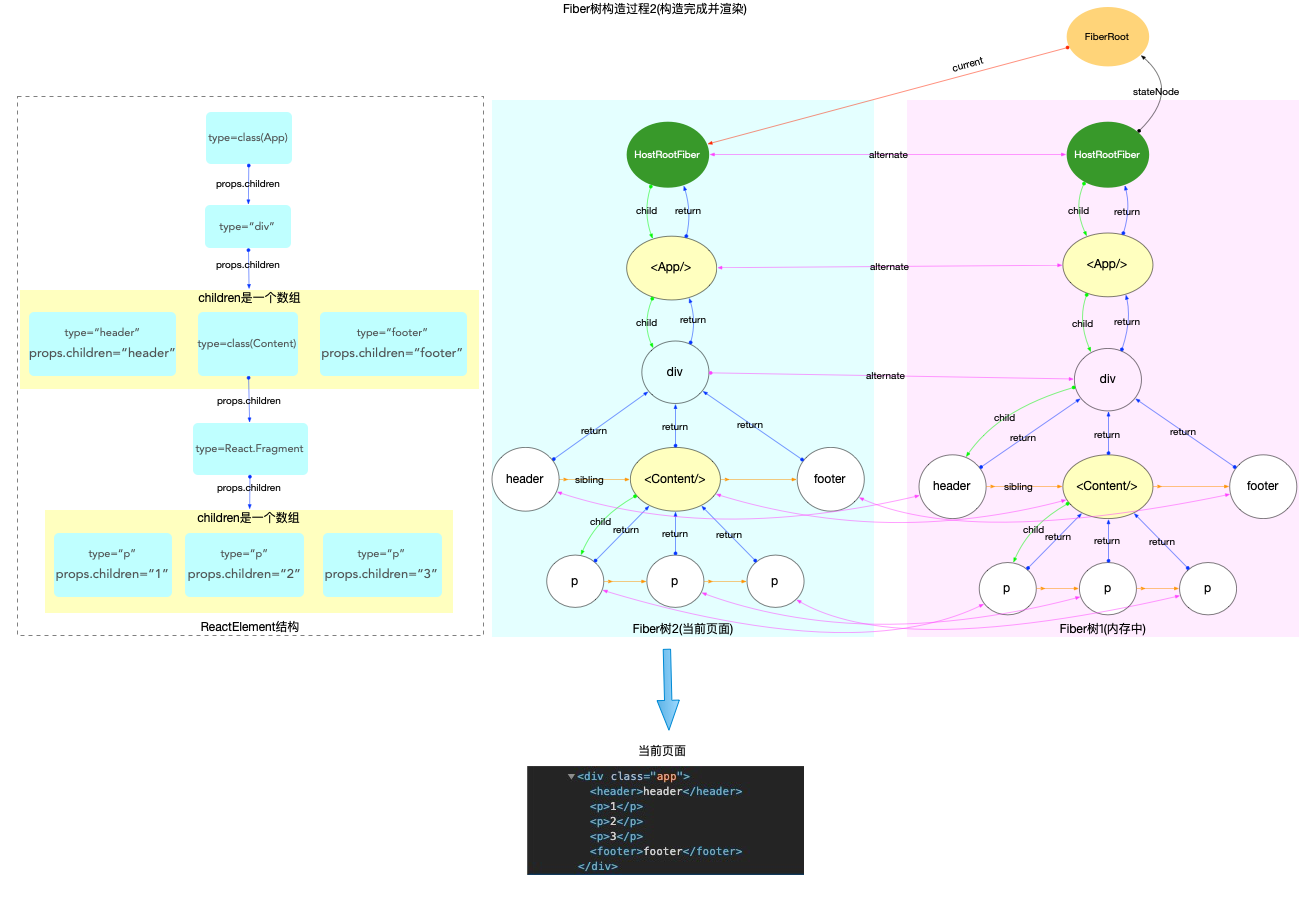 Fiber树构造过程2(构造完成并渲染)
FiberRoot
current
stateNode
type=class(App)
props.children
type=“div”
props.children
children是一个数组
type=“header”
props.children=“header”
type=class(Content)
type=“footer”
props.children=“footer”
props.children
type=React.Fragment
props.children
children是一个数组
type=“p”
props.children=“1”
type=“p”
props.children=“2”
type=“p”
props.children=“3”
ReactElement结构
HostRootFiber
alternate
child
return
<App/>
alternate
child
return
div
alternate
return
return
return
header
sibling
<Content/>
footer
child
return
return
return
p
p
p
Fiber树2(当前页面)
HostRootFiber
child
return
<App/>
child
return
div
child
return
return
return
header
sibling
<Content/>
footer
child
return
return
return
p
p
p
Fiber树1(内存中)
当前页面
<div class="app">
<header>header</header>
<p>1</p>
<p>2</p>
<p>3</p>
<footer>footer</footer>
</div>